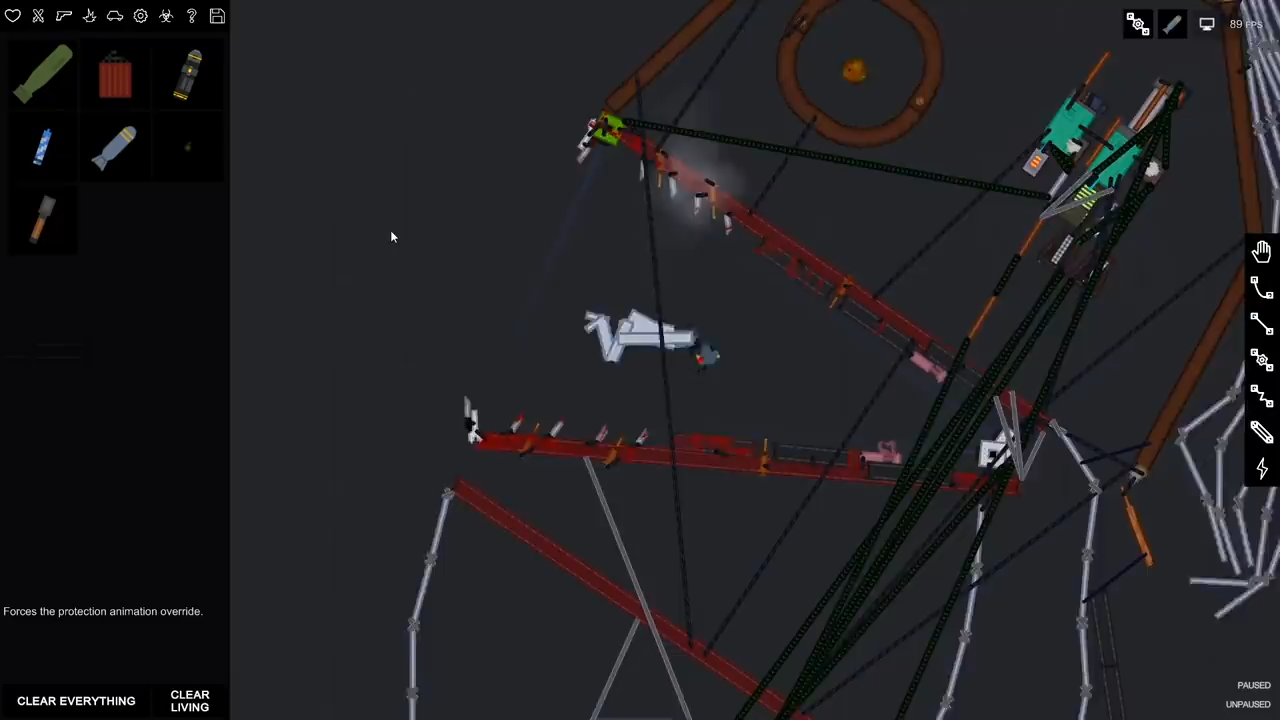 89 FPS
Forces the protection animation override.
CLEAR EVERYTHING
CLEAR LIVING
PAUSED
UNPAUSED